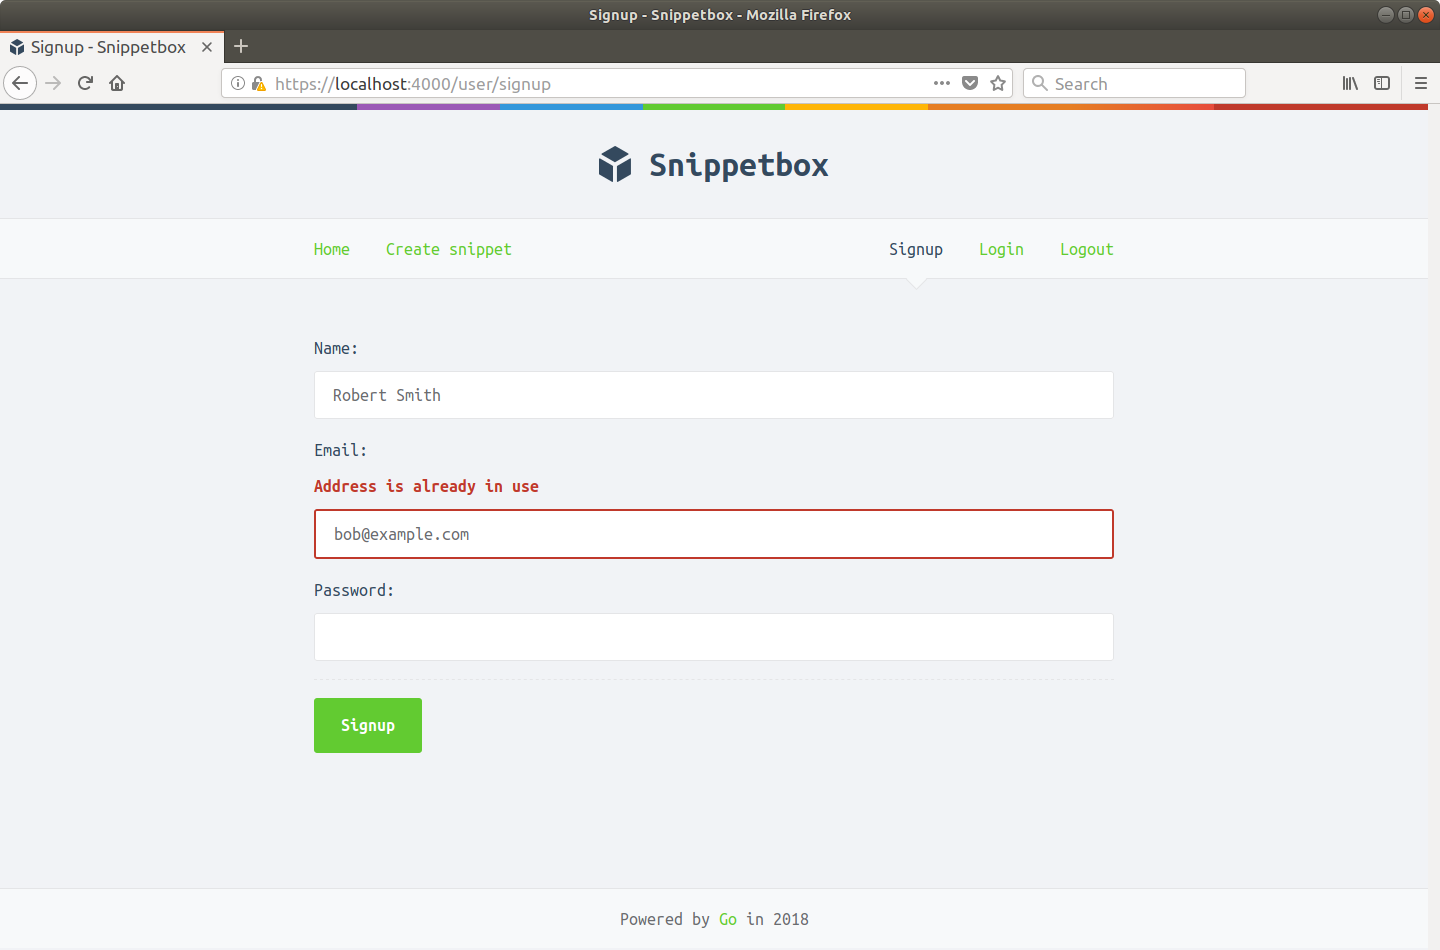 Signup - Snippetbox - Mozilla Firefox
Signup - Snippetbox
https://localhost:4000/user/signup
Search
Snippetbox
Home Create snippet Signup Login Logout
Name:
Robert Smith
Email:
Address is already in use
bob@example.com
Password:
Signup
Powered by Go in 2018